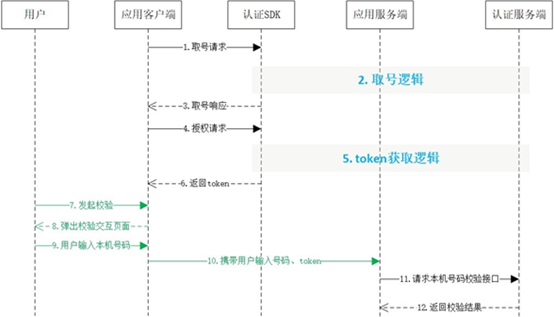 用户 应用客户端 认证SDK 应用服务端 认证服务端
1.取号请求
2. 取号逻辑
3.取号响应
4.授权请求
5. token获取逻辑
6.返回token
7.发起校验
8.弹出校验交互页面
9.用户输入本机号码
10.携带用户输入号码、token
11.请求本机号码校验接口
12.返回校验结果